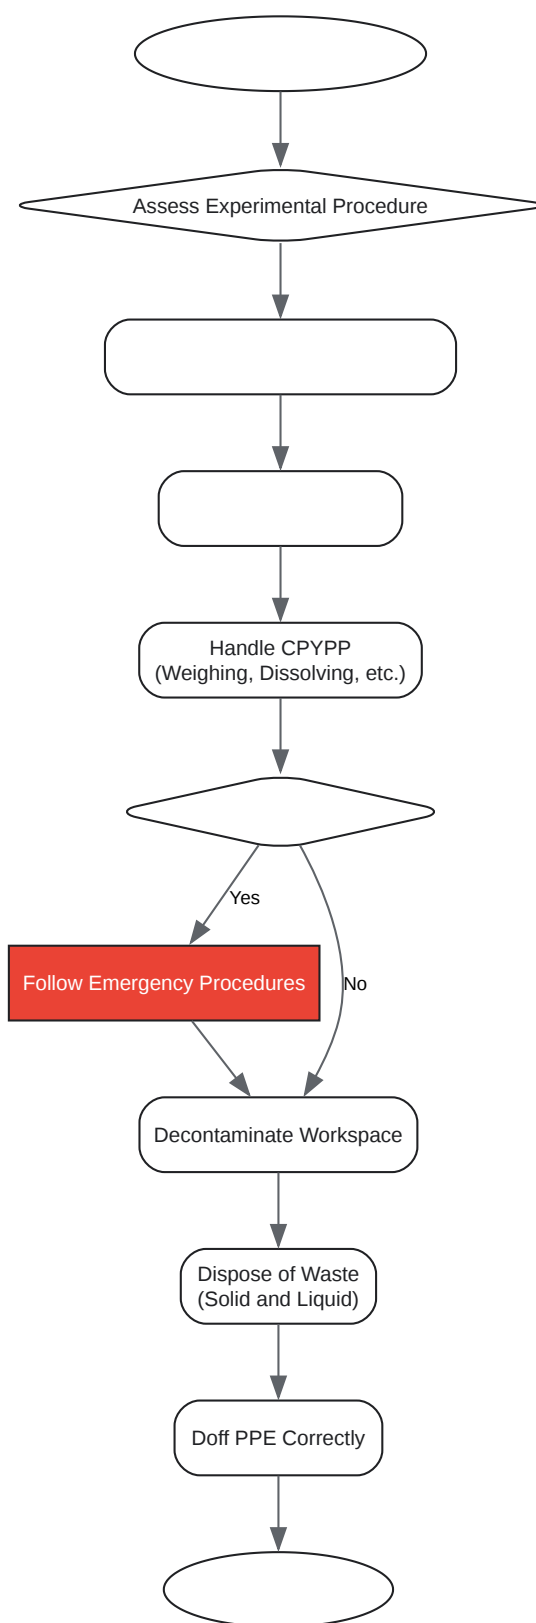 Assess Experimental Procedure
Handle CPYPP
(Weighing, Dissolving, etc.)
Yes
Follow Emergency Procedures
No
Decontaminate Workspace
Dispose of Waste
(Solid and Liquid)
Doff PPE Correctly